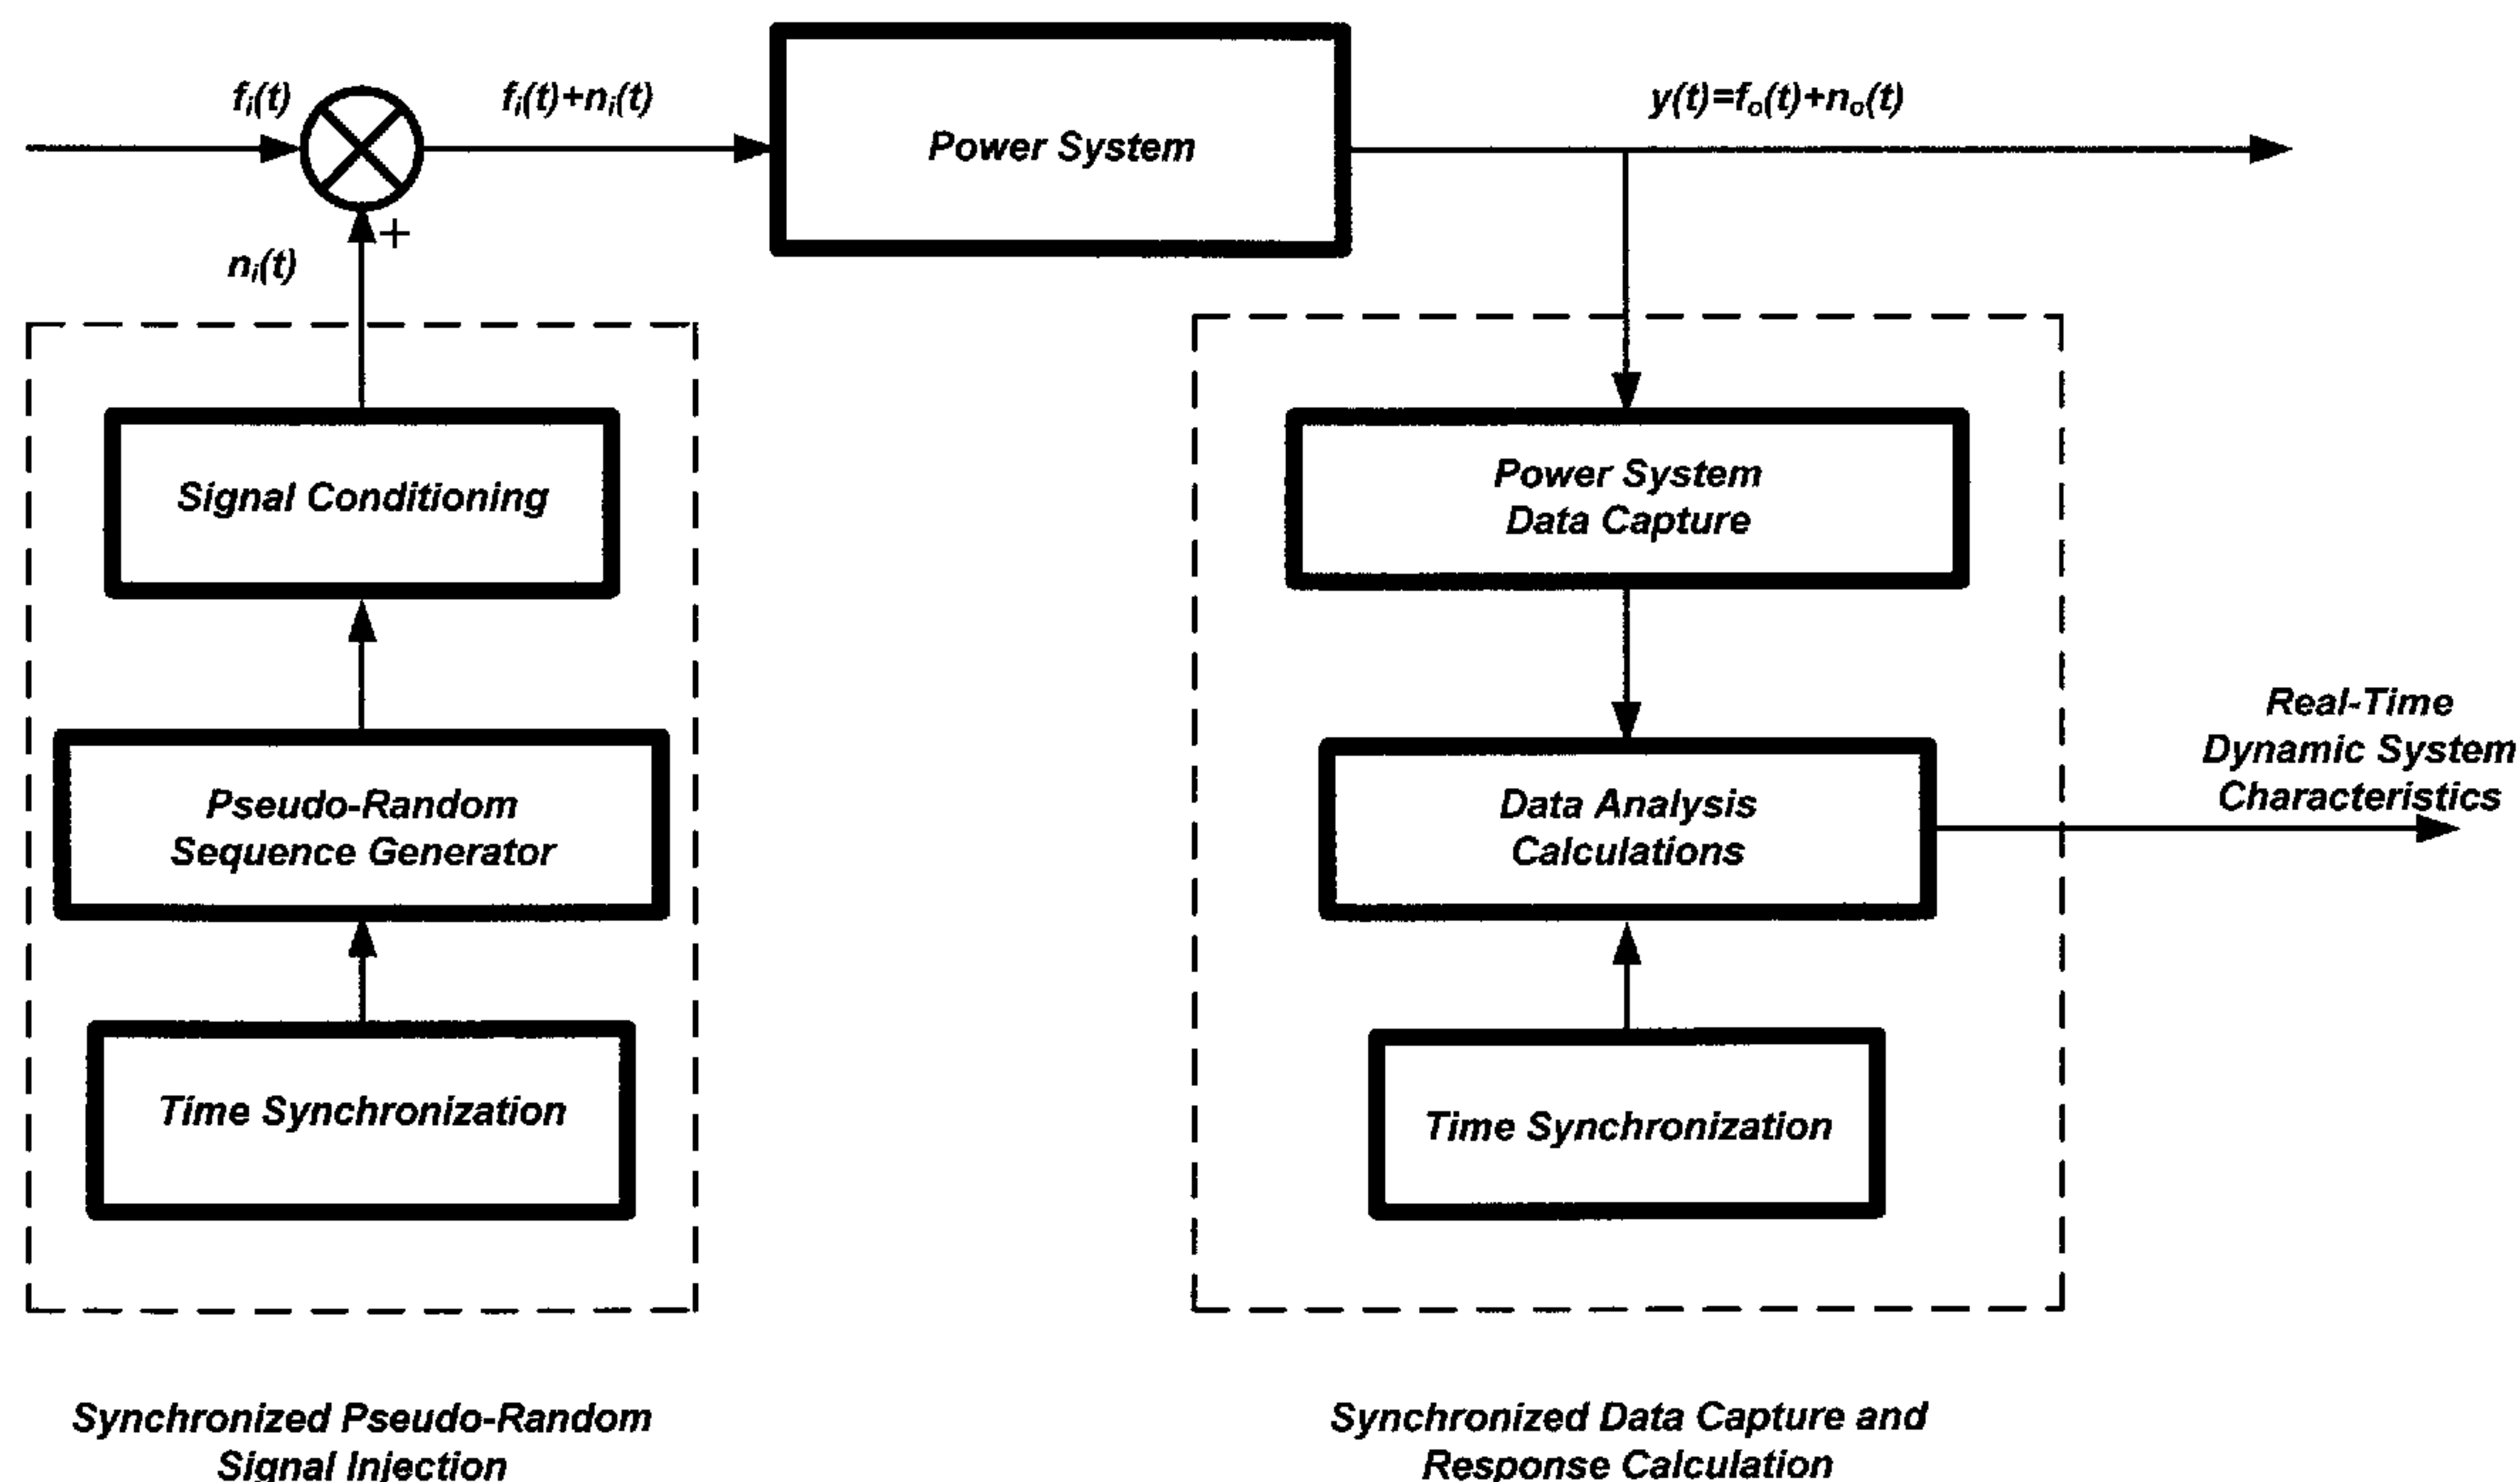 fᵢ(t)
fᵢ(t)+nᵢ(t)
Power System
y(t)=fₒ(t)+nₒ(t)
+
nᵢ(t)
Signal Conditioning
Pseudo-Random
Sequence Generator
Time Synchronization
Synchronized Pseudo-Random
Signal Injection
Power System
Data Capture
Data Analysis
Calculations
Time Synchronization
Real-Time
Dynamic System
Characteristics
Synchronized Data Capture and
Response Calculation